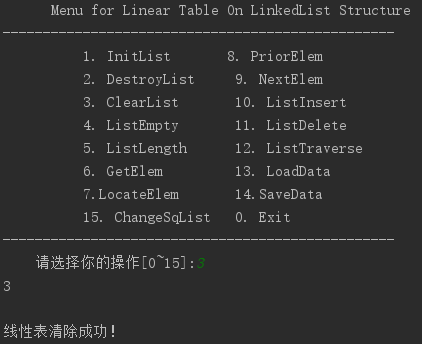 Menu for Linear Table On LinkedList Structure
-------------------------------------------------
1. InitList 8. PriorElem
2. DestroyList 9. NextElem
3. ClearList 10. ListInsert
4. ListEmpty 11. ListDelete
5. ListLength 12. ListTraverse
6. GetElem 13. LoadData
7.LocateElem 14.SaveData
15. ChangeSqList 0. Exit
-------------------------------------------------
请选择你的操作[0~15]:3
3
线性表清除成功!